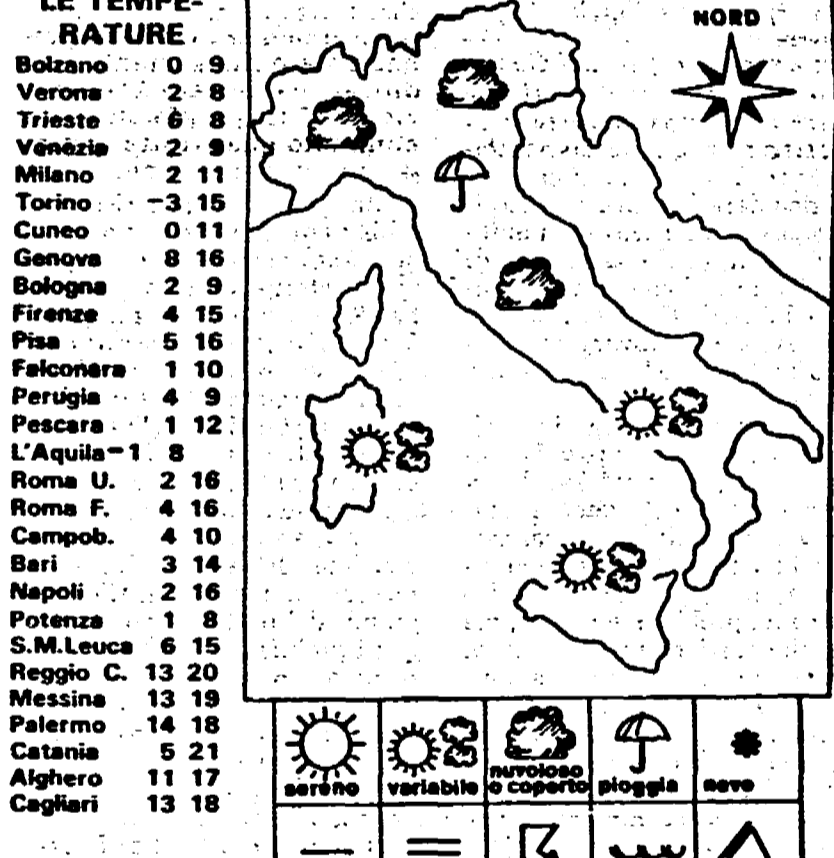 LE TEMPE-
RATURE
Bolzano 0 9
Verona 2 8
Trieste 6 8
Venezia 2 9
Milano 2 11
Torino -3 15
Cuneo 0 11
Genova 8 16
Bologna 2 9
Firenze 4 15
Pisa 5 16
Falconara 1 10
Perugia 4 9
Pescara 1 12
L'Aquila -1 8
Roma U. 2 16
Roma F. 4 16
Campob. 4 10
Bari 3 14
Napoli 2 16
Potenza 1 8
S.M.Leuca 6 15
Reggio C. 13 20
Messina 13 19
Palermo 14 18
Catania 5 21
Alghero 11 17
Cagliari 13 18
NORD
sereno variabile nuvoloso o coperto pioggia neve